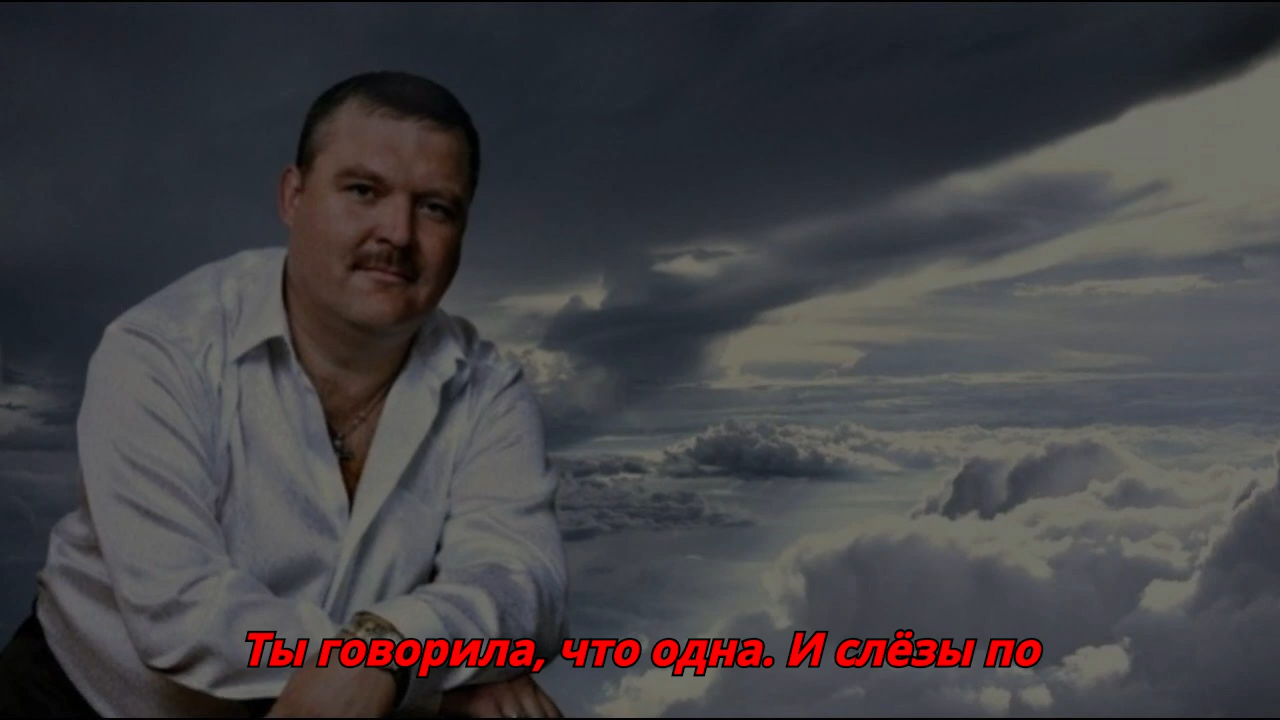 Ты говорила, что одна. И слёзы по